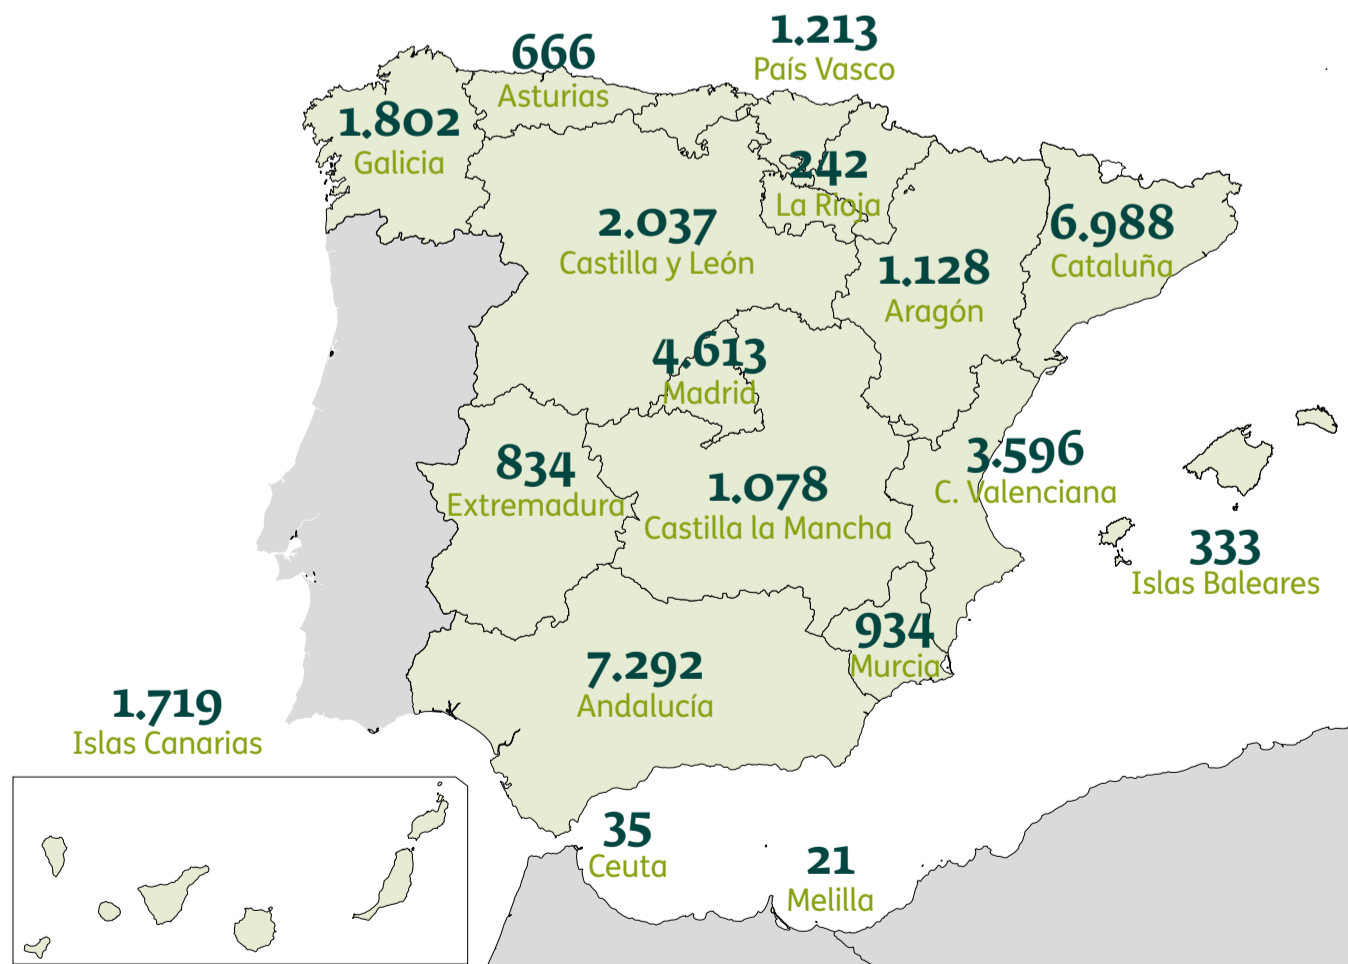 1.213
País Vasco
666
Asturias
1.802
Galicia
242
La Rioja
2.037
Castilla y León
6.988
Cataluña
1.128
Aragón
4.613
Madrid
834
Extremadura
1.078
Castilla la Mancha
3.596
C. Valenciana
333
Islas Baleares
934
Murcia
7.292
Andalucía
1.719
Islas Canarias
35
Ceuta
21
Melilla